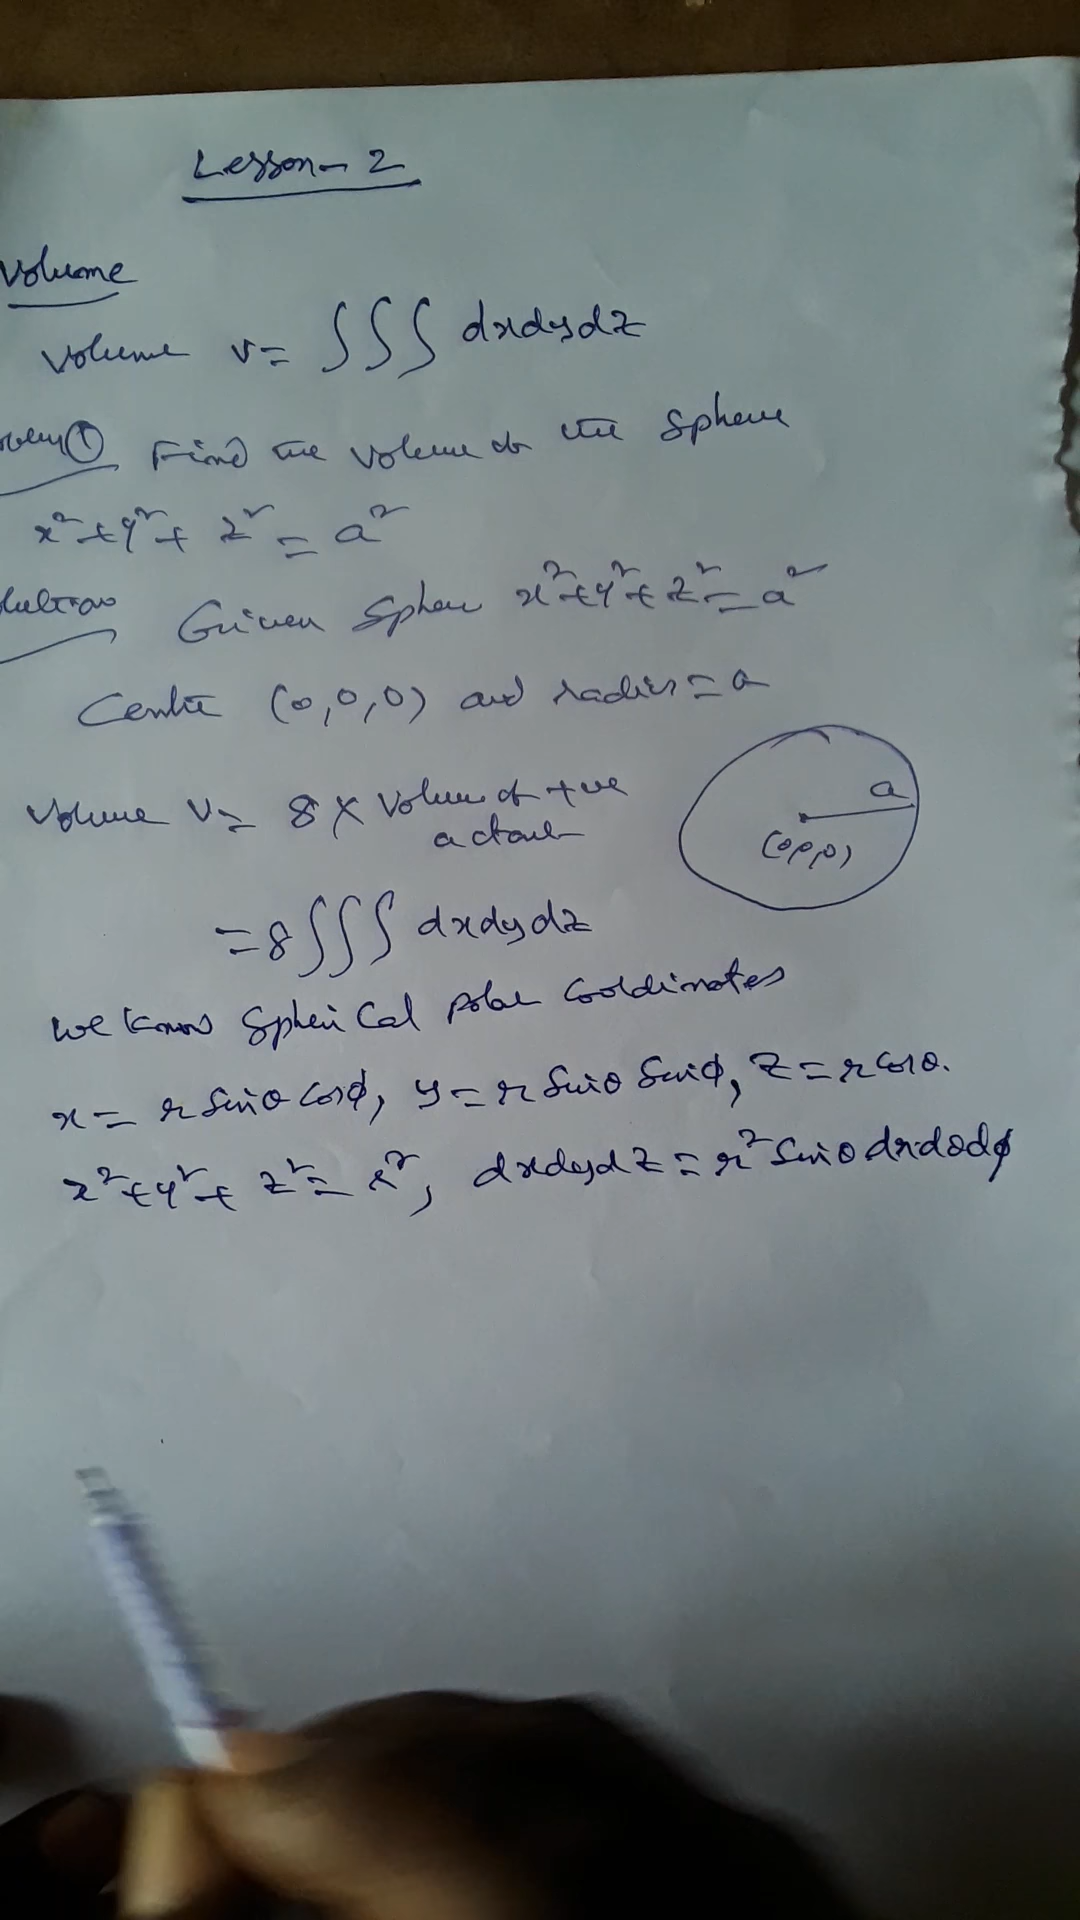 Lesson- 2
Volume
Volume v = ∫∫∫ dxdydz
① Find the volume of the sphere
x²+y²+z² = a²
Given sphere x²+y²+z² = a²
Centre (0,0,0) and radius = a
Volume V = 8 × Volume of +ve
a
(0,0,0)
= 8∫∫∫ dxdydz
We know Spherical polar Coordinates
x = r sinθ cosφ, y = r sinθ sinφ, z = r cosθ.
x²+y²+z² = r², dxdydz = r² sinθ drdθdφ